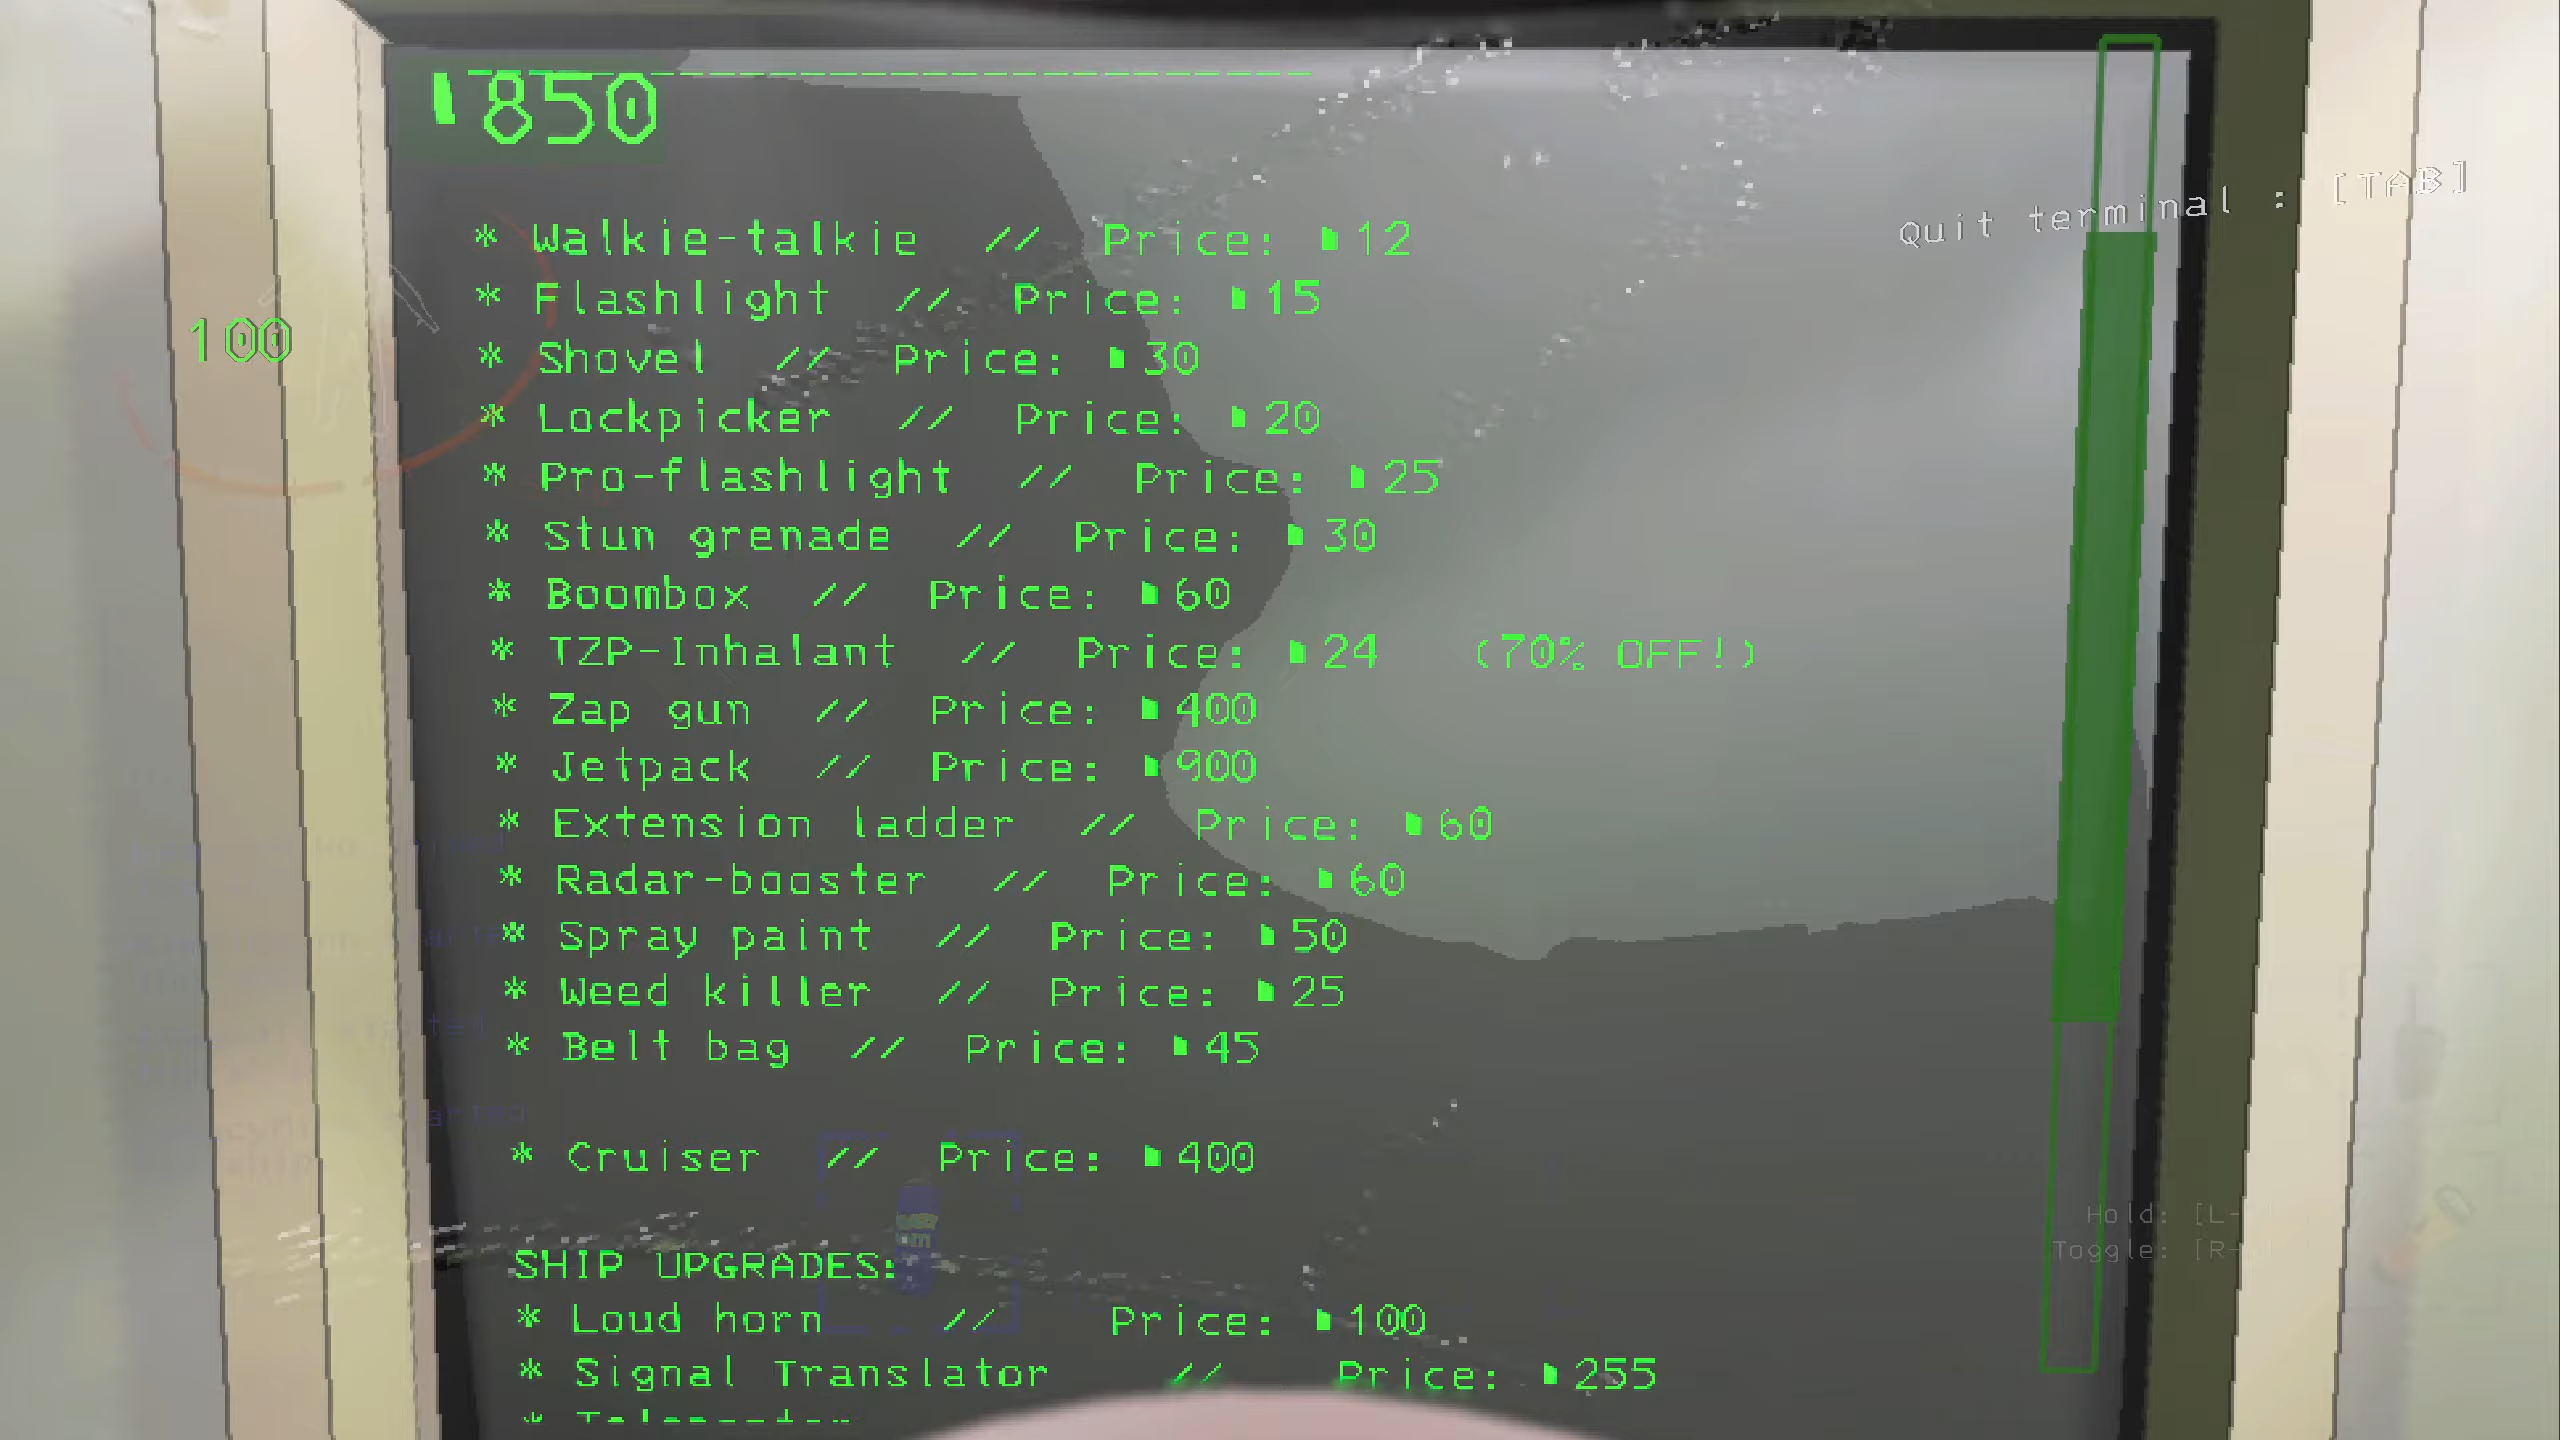 850
Quit terminal : [TAB]
* Walkie-talkie // Price: 12
* Flashlight // Price: 15
100
* Shovel // Price: 30
* Lockpicker // Price: 20
* Pro-flashlight // Price: 25
* Stun grenade // Price: 30
* Boombox // Price: 60
* TZP-Inhalant // Price: 24 (70% OFF!)
* Zap gun // Price: 400
* Jetpack // Price: 900
* Extension ladder // Price: 60
* Radar-booster // Price: 60
* Spray paint // Price: 50
* Weed killer // Price: 25
* Belt bag // Price: 45
* Cruiser // Price: 400
Hold: [L-
Toggle: [R-
SHIP UPGRADES:
* Loud horn // Price: 100
* Signal Translator // Price: 255